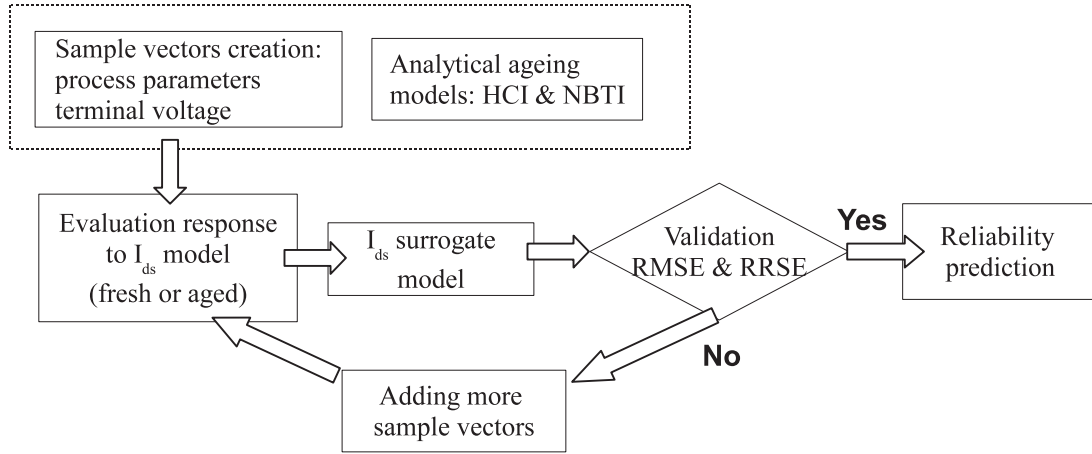 Sample vectors creation:
process parameters
terminal voltage
Analytical ageing
models: HCI & NBTI
Evaluation response
to Ids model
(fresh or aged)
Ids surrogate
model
Validation
RMSE & RRSE
Yes
Reliability
prediction
No
Adding more
sample vectors